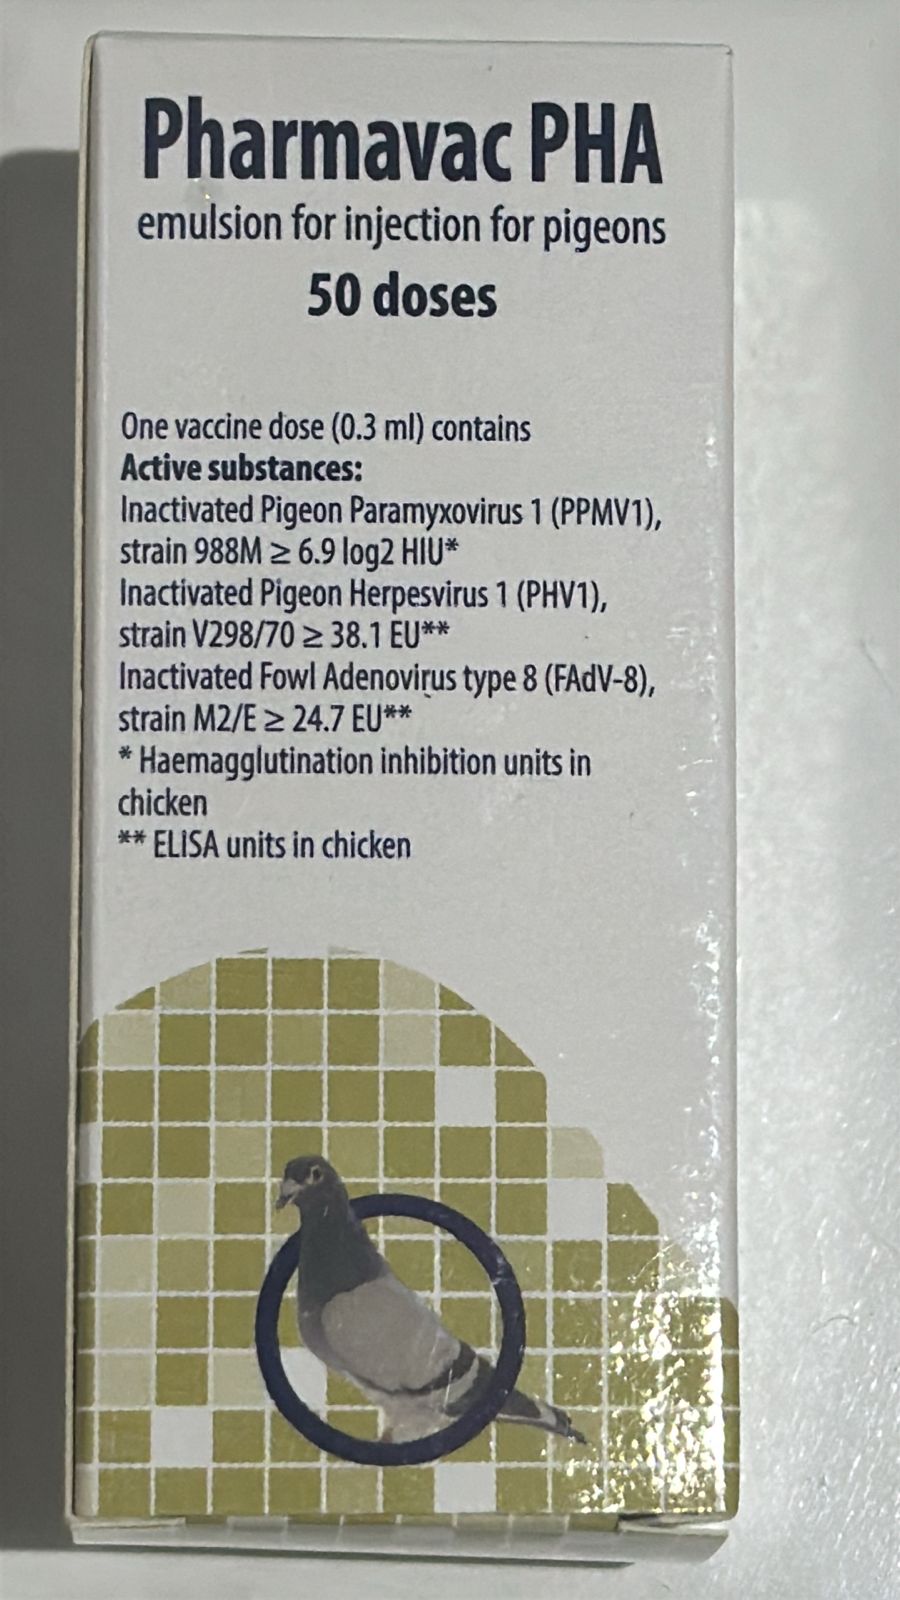 Pharmavac PHA
emulsion for injection for pigeons
50 doses
One vaccine dose (0.3 ml) contains
Active substances:
Inactivated Pigeon Paramyxovirus 1 (PPMV1),
strain 988M ≥ 6.9 log2 HIU*
Inactivated Pigeon Herpesvirus 1 (PHV1),
strain V298/70 ≥ 38.1 EU**
Inactivated Fowl Adenovirus type 8 (FAdV-8),
strain M2/E ≥ 24.7 EU**
* Haemagglutination inhibition units in
chicken
** ELISA units in chicken